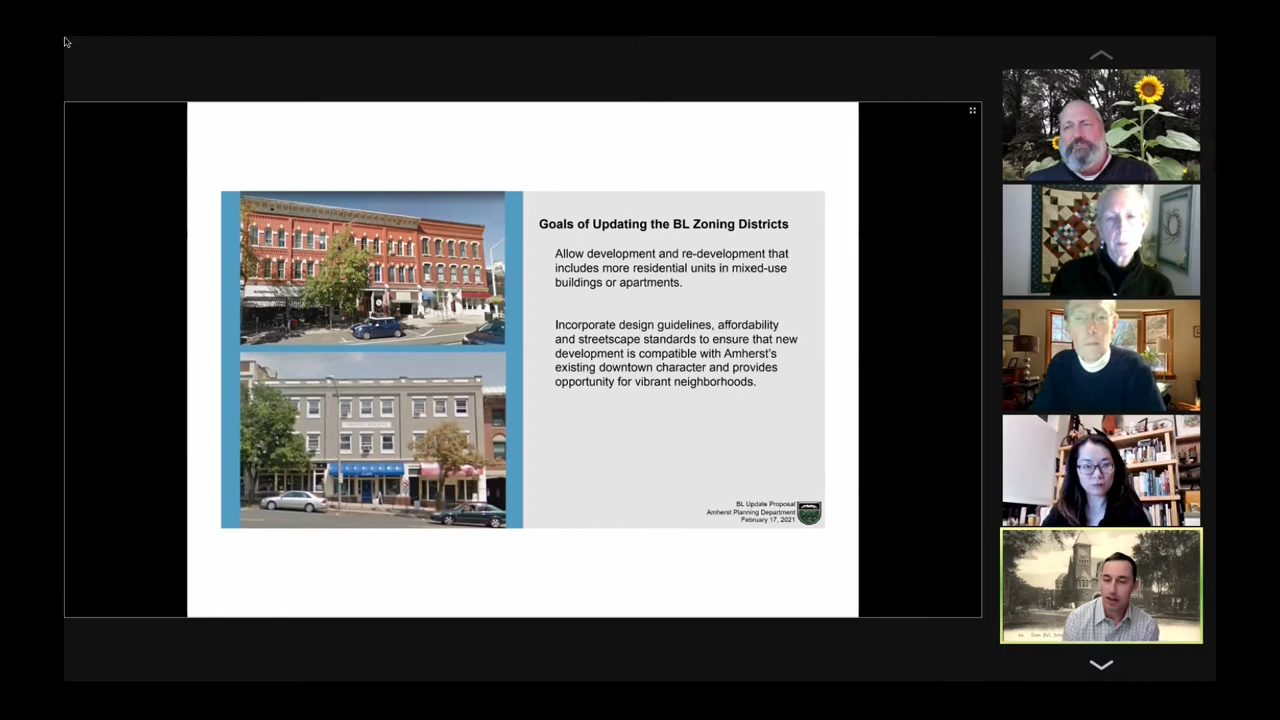 Goals of Updating the BL Zoning Districts
Allow development and re-development that
includes more residential units in mixed-use
buildings or apartments.
Incorporate design guidelines, affordability
and streetscape standards to ensure that new
development is compatible with Amherst's
existing downtown character and provides
opportunity for vibrant neighborhoods.
BL Update Proposal
Amherst Planning Department
February 17, 2021